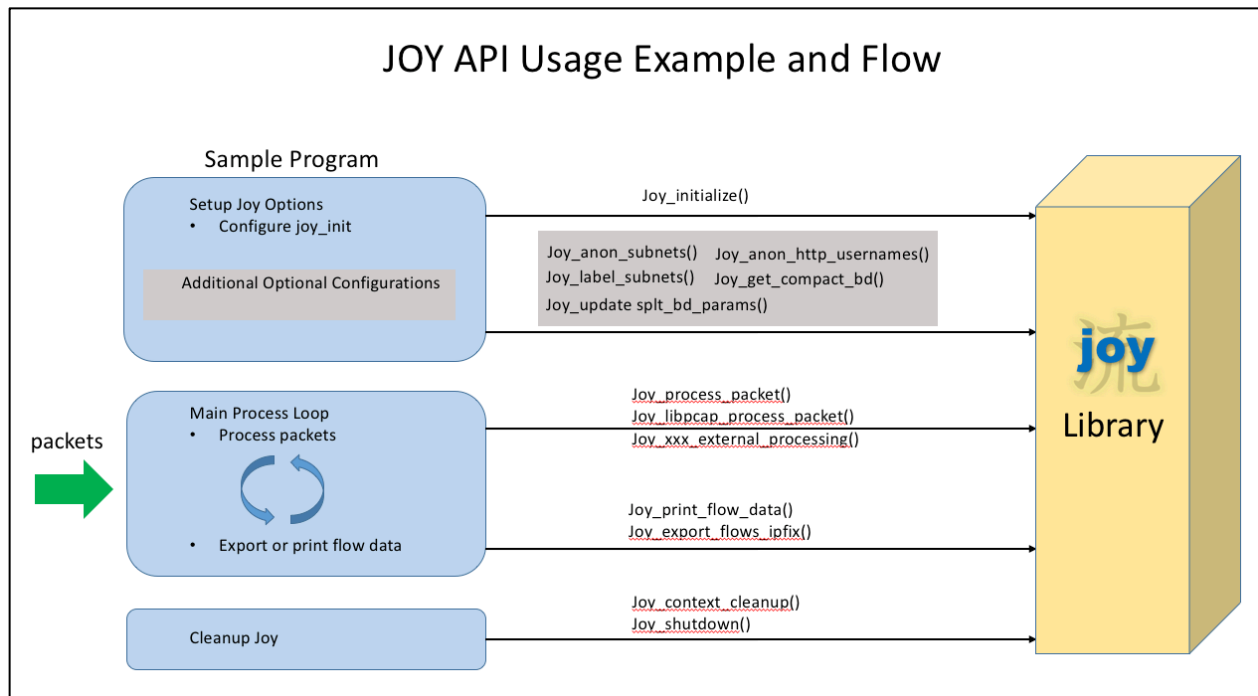 JOY API Usage Example and Flow
Sample Program
Setup Joy Options
• Configure joy_init
Additional Optional Configurations
Joy_initialize()
Joy_anon_subnets() Joy_anon_http_usernames()
Joy_label_subnets() Joy_get_compact_bd()
Joy_update splt_bd_params()
packets
Main Process Loop
• Process packets
• Export or print flow data
Joy_process_packet()
Joy_libpcap_process_packet()
Joy_xxx_external_processing()
Joy_print_flow_data()
Joy_export_flows_ipfix()
Cleanup Joy
Joy_context_cleanup()
Joy_shutdown()
流
joy
Library